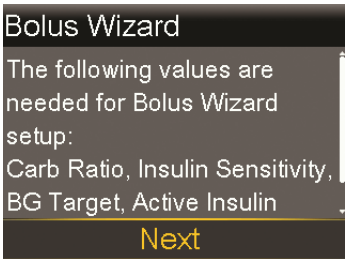 Bolus Wizard
The following values are
needed for Bolus Wizard
setup:
Carb Ratio, Insulin Sensitivity,
BG Target, Active Insulin
Next